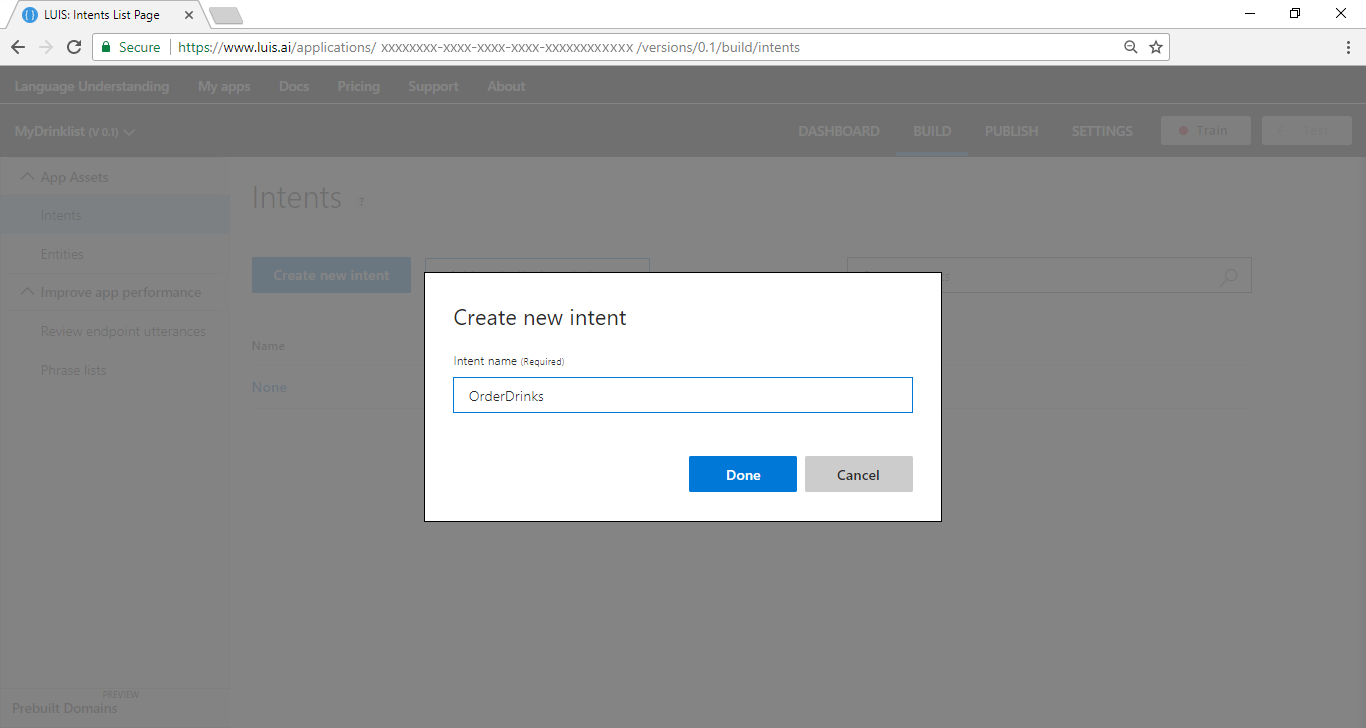 LUIS: Intents List Page
Secure https://www.luis.ai/applications/ xxxxxxxx-xxxx-xxxx-xxxx-xxxxxxxxxxxx /versions/0.1/build/intents
Language Understanding My apps Docs Pricing Support About
MyDrinklist (V 0.1) DASHBOARD BUILD PUBLISH SETTINGS Train Test
App Assets
Intents
Entities
Improve app performance
Review endpoint utterances
Phrase lists
PREVIEW
Prebuilt Domains
Intents ?
Create new intent
Name
None
Create new intent
Intent name (Required)
OrderDrinks
Done Cancel